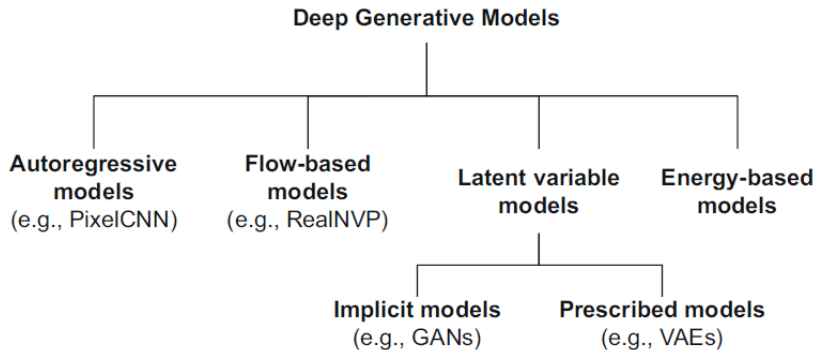 Deep Generative Models
Autoregressive
models
(e.g., PixelCNN)
Flow-based
models
(e.g., RealNVP)
Latent variable
models
Energy-based
models
Implicit models
(e.g., GANs)
Prescribed models
(e.g., VAEs)